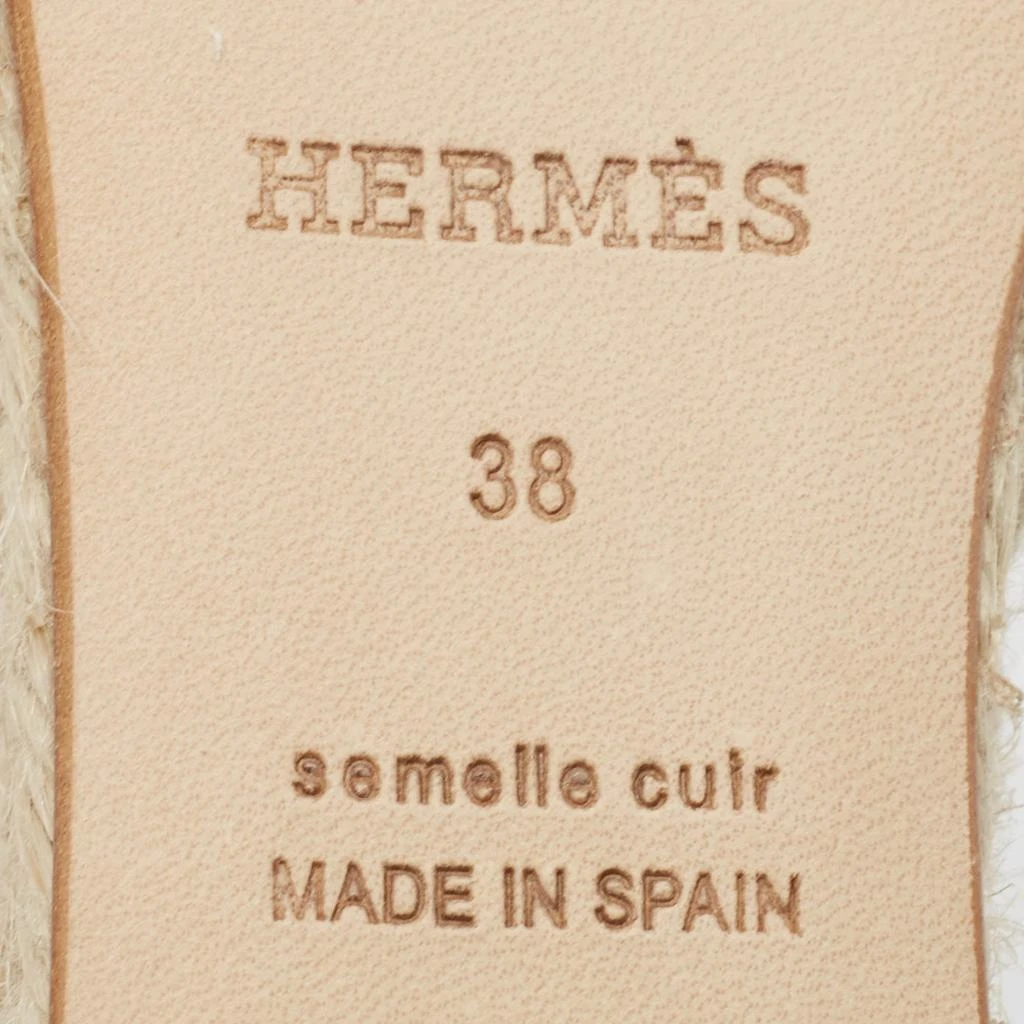 HERMÈS
38
semelle cuir
MADE IN SPAIN